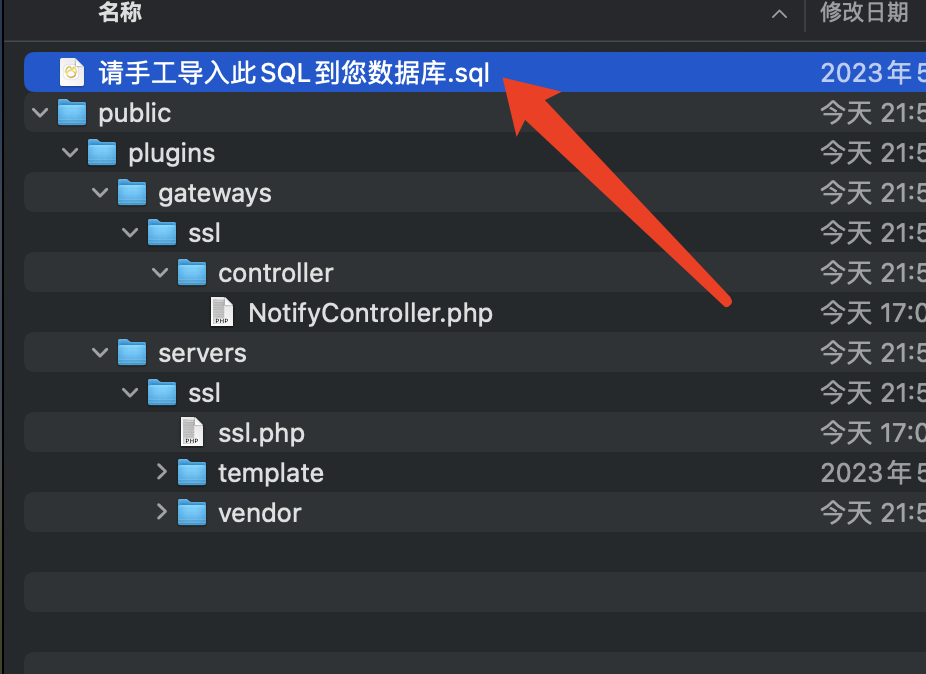 名称 修改日期
请手工导入此SQL到您数据库.sql 2023年5
public 今天 21:5
plugins 今天 21:5
gateways 今天 21:5
ssl 今天 21:5
controller 今天 21:5
NotifyController.php 今天 17:0
servers 今天 21:5
ssl 今天 21:5
ssl.php 今天 17:0
template 2023年5
vendor 今天 21:5